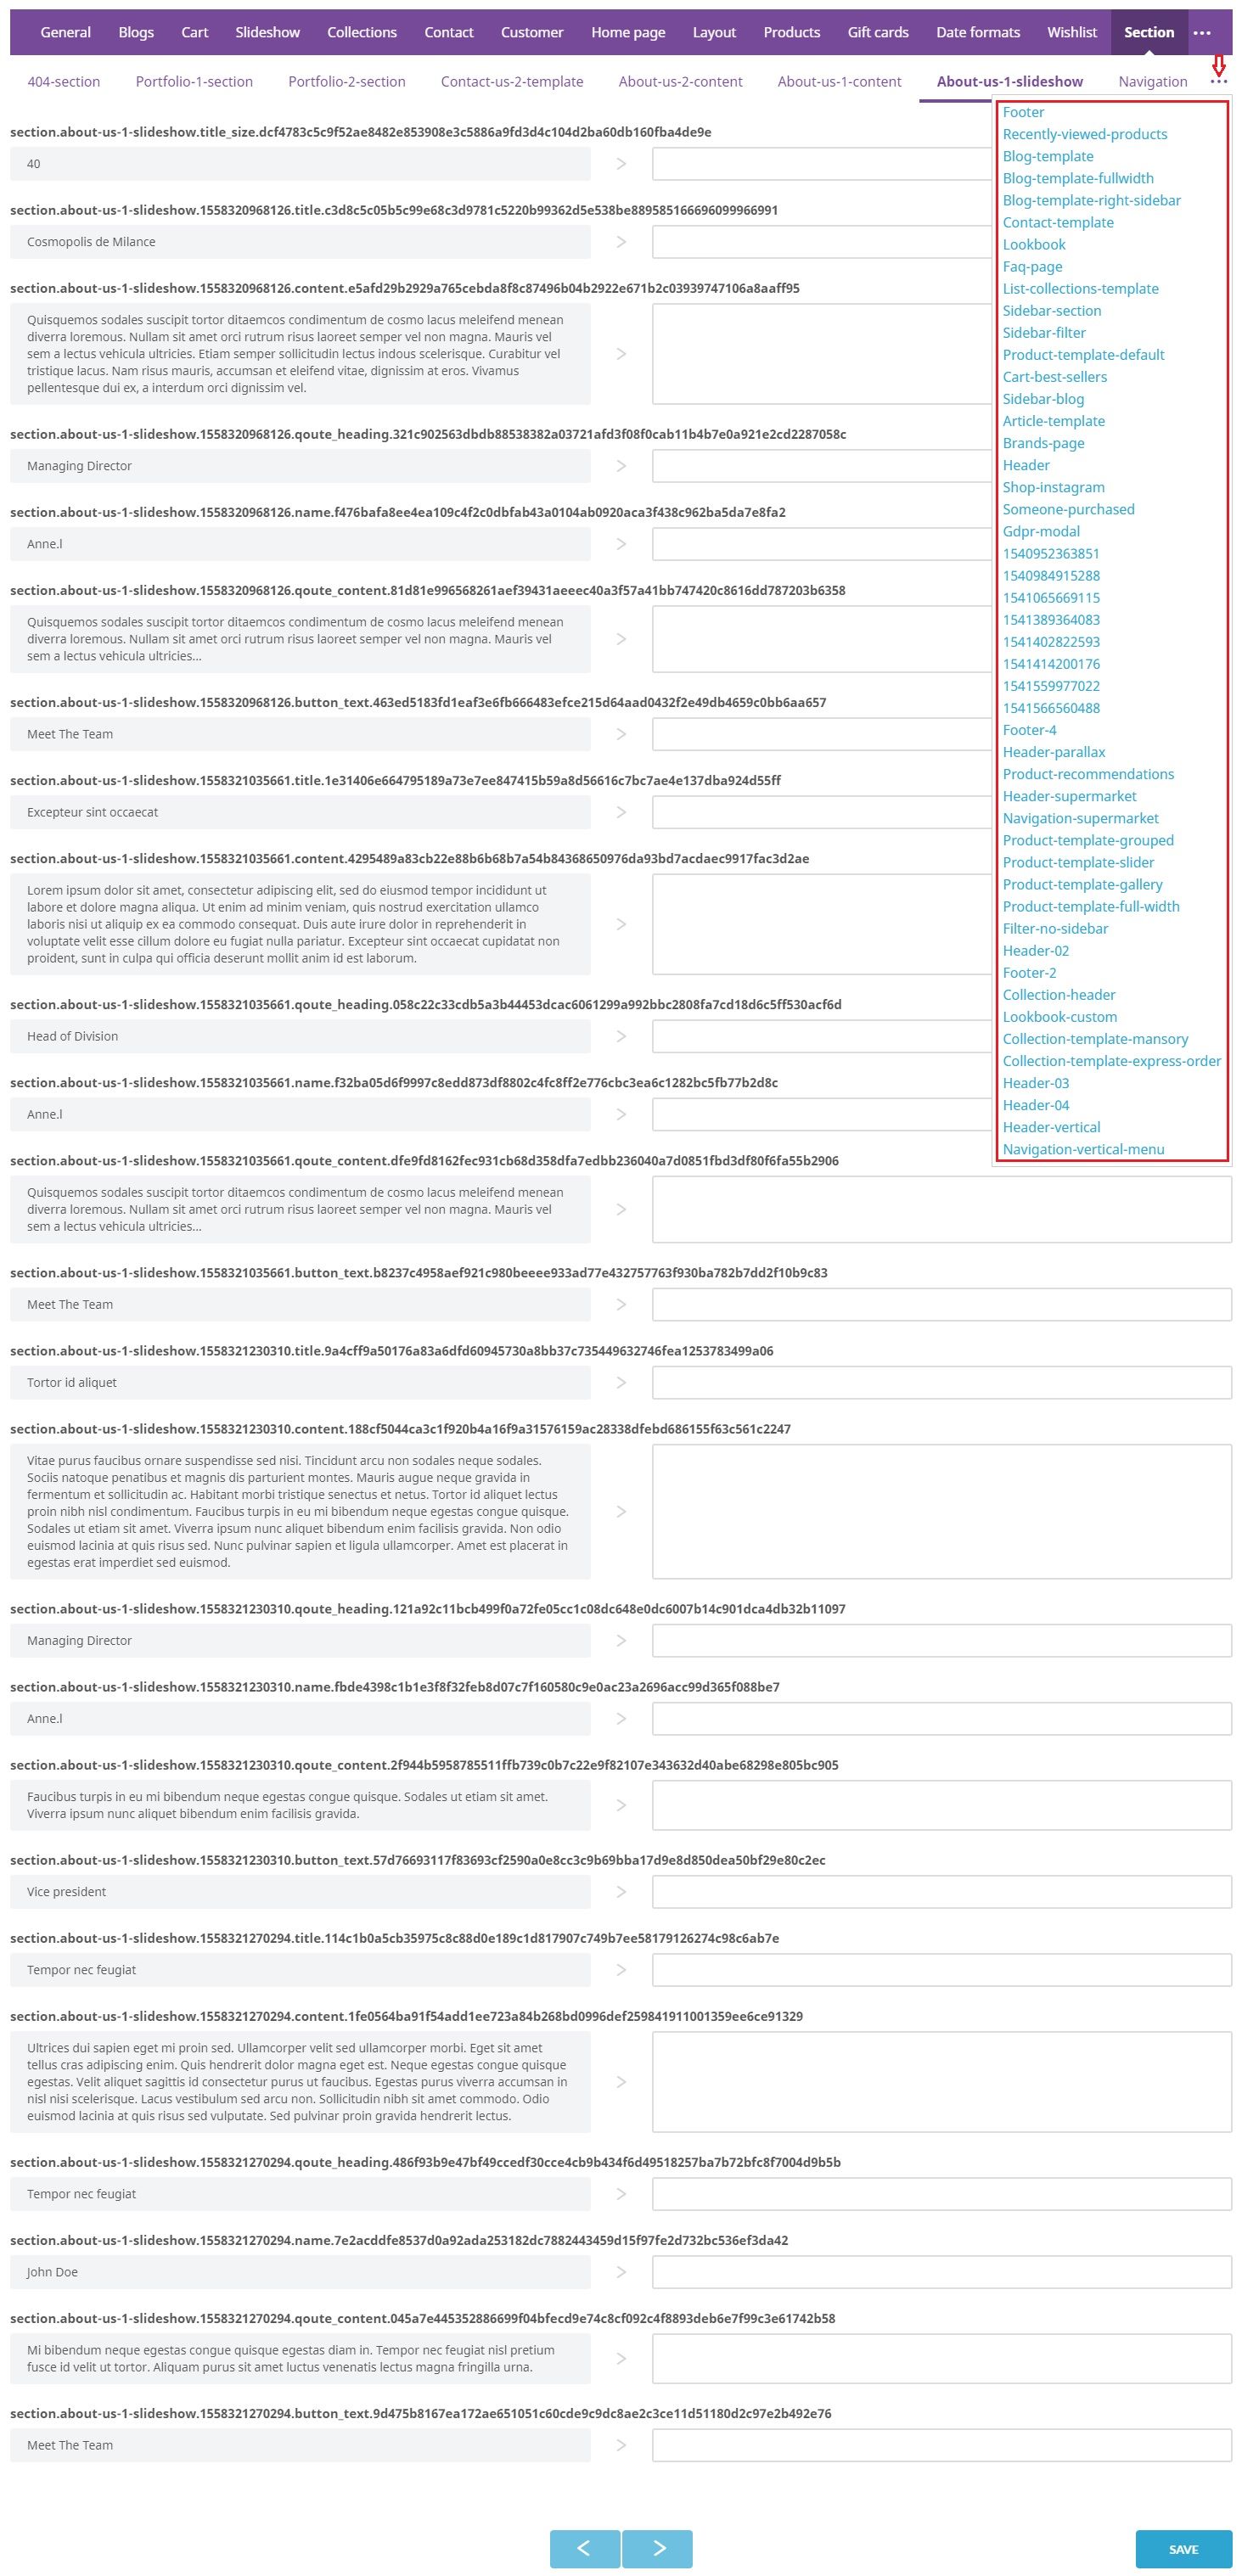 General Blogs Cart Slideshow Collections Contact Customer Home page Layout Products Gift cards Date formats Wishlist Section •••
404-section Portfolio-1-section Portfolio-2-section Contact-us-2-template About-us-2-content About-us-1-content About-us-1-slideshow Navigation •••
Footer
Recently-viewed-products
Blog-template
Blog-template-fullwidth
Blog-template-right-sidebar
Contact-template
Lookbook
Faq-page
List-collections-template
Sidebar-section
Sidebar-filter
Product-template-default
Cart-best-sellers
Sidebar-blog
Article-template
Brands-page
Header
Shop-instagram
Someone-purchased
Gdpr-modal
1540952363851
1540984915288
1541065669115
1541389364083
1541402822593
1541414200176
1541559977022
1541566560488
Footer-4
Header-parallax
Product-recommendations
Header-supermarket
Navigation-supermarket
Product-template-grouped
Product-template-slider
Product-template-gallery
Product-template-full-width
Filter-no-sidebar
Header-02
Footer-2
Collection-header
Lookbook-custom
Collection-template-mansory
Collection-template-express-order
Header-03
Header-04
Header-vertical
Navigation-vertical-menu
section.about-us-1-slideshow.title_size.dcf4783c5c9f52ae8482e853908e3c5886a9fd3d4c104d2ba60db160fba4de9e
40
section.about-us-1-slideshow.1558320968126.title.c3d8c5c05b5c99e68c3d9781c5220b99362d5e538be889585166696099966991
Cosmopolis de Milance
section.about-us-1-slideshow.1558320968126.content.e5afd29b2929a765cebda8f8c87496b04b2922e671b2c03939747106a8aaff95
Quisquemos sodales suscipit tortor ditaemcos condimentum de cosmo lacus meleifend menean
diverra loremous. Nullam sit amet orci rutrum risus laoreet semper vel non magna. Mauris vel
sem a lectus vehicula ultricies. Etiam semper sollicitudin lectus indous scelerisque. Curabitur vel
tristique lacus. Nam risus mauris, accumsan et eleifend vitae, dignissim at eros. Vivamus
pellentesque dui ex, a interdum orci dignissim vel.
section.about-us-1-slideshow.1558320968126.qoute_heading.321c902563dbdb88538382a03721afd3f08f0cab11b4b7e0a921e2cd2287058c
Managing Director
section.about-us-1-slideshow.1558320968126.name.f476bafa8ee4ea109c4f2c0dbfab43a0104ab0920aca3f438c962ba5da7e8fa2
Anne.l
section.about-us-1-slideshow.1558320968126.qoute_content.81d81e996568261aef39431aeeec40a3f57a41bb747420c8616dd787203b6358
Quisquemos sodales suscipit tortor ditaemcos condimentum de cosmo lacus meleifend menean
diverra loremous. Nullam sit amet orci rutrum risus laoreet semper vel non magna. Mauris vel
sem a lectus vehicula ultricies...
section.about-us-1-slideshow.1558320968126.button_text.463ed5183fd1eaf3e6fb666483efce215d64aad0432f2e49db4659c0bb6aa657
Meet The Team
section.about-us-1-slideshow.1558321035661.title.1e31406e664795189a73e7ee847415b59a8d56616c7bc7ae4e137dba924d55ff
Excepteur sint occaecat
section.about-us-1-slideshow.1558321035661.content.4295489a83cb22e88b6b68b7a54b84368650976da93bd7acdaec9917fac3d2ae
Lorem ipsum dolor sit amet, consectetur adipiscing elit, sed do eiusmod tempor incididunt ut
labore et dolore magna aliqua. Ut enim ad minim veniam, quis nostrud exercitation ullamco
laboris nisi ut aliquip ex ea commodo consequat. Duis aute irure dolor in reprehenderit in
voluptate velit esse cillum dolore eu fugiat nulla pariatur. Excepteur sint occaecat cupidatat non
proident, sunt in culpa qui officia deserunt mollit anim id est laborum.
section.about-us-1-slideshow.1558321035661.qoute_heading.058c22c33cdb5a3b44453dcac6061299a992bbc2808fa7cd18d6c5ff530acf6d
Head of Division
section.about-us-1-slideshow.1558321035661.name.f32ba05d6f9997c8edd873df8802c4fc8ff2e776cbc3ea6c1282bc5fb77b2d8c
Anne.l
section.about-us-1-slideshow.1558321035661.qoute_content.dfe9fd8162fec931cb68d358dfa7edbb236040a7d0851fbd3df80f6fa55b2906
Quisquemos sodales suscipit tortor ditaemcos condimentum de cosmo lacus meleifend menean
diverra loremous. Nullam sit amet orci rutrum risus laoreet semper vel non magna. Mauris vel
sem a lectus vehicula ultricies...
section.about-us-1-slideshow.1558321035661.button_text.b8237c4958aef921c980beeee933ad77e432757763f930ba782b7dd2f10b9c83
Meet The Team
section.about-us-1-slideshow.1558321230310.title.9a4cff9a50176a83a6dfd60945730a8bb37c735449632746fea1253783499a06
Tortor id aliquet
section.about-us-1-slideshow.1558321230310.content.188cf5044ca3c1f920b4a16f9a31576159ac28338dfebd686155f63c561c2247
Vitae purus faucibus ornare suspendisse sed nisi. Tincidunt arcu non sodales neque sodales.
Sociis natoque penatibus et magnis dis parturient montes. Mauris augue neque gravida in
fermentum et sollicitudin ac. Habitant morbi tristique senectus et netus. Tortor id aliquet lectus
proin nibh nisl condimentum. Faucibus turpis in eu mi bibendum neque egestas congue quisque.
Sodales ut etiam sit amet. Viverra ipsum nunc aliquet bibendum enim facilisis gravida. Non odio
euismod lacinia at quis risus sed. Nunc pulvinar sapien et ligula ullamcorper. Amet est placerat in
egestas erat imperdiet sed euismod.
section.about-us-1-slideshow.1558321230310.qoute_heading.121a92c11bcb499f0a72fe05cc1c08dc648e0dc6007b14c901dca4db32b11097
Managing Director
section.about-us-1-slideshow.1558321230310.name.fbde4398c1b1e3f8f32feb8d07c7f160580c9e0ac23a2696acc99d365f088be7
Anne.l
section.about-us-1-slideshow.1558321230310.qoute_content.2f944b5958785511ffb739c0b7c22e9f82107e343632d40abe68298e805bc905
Faucibus turpis in eu mi bibendum neque egestas congue quisque. Sodales ut etiam sit amet.
Viverra ipsum nunc aliquet bibendum enim facilisis gravida.
section.about-us-1-slideshow.1558321230310.button_text.57d76693117f83693cf2590a0e8cc3c9b69bba17d9e8d850dea50bf29e80c2ec
Vice president
section.about-us-1-slideshow.1558321270294.title.114c1b0a5cb35975c8c88d0e189c1d817907c749b7ee58179126274c98c6ab7e
Tempor nec feugiat
section.about-us-1-slideshow.1558321270294.content.1fe0564ba91f54add1ee723a84b268bd0996def259841911001359ee6ce91329
Ultrices dui sapien eget mi proin sed. Ullamcorper velit sed ullamcorper morbi. Eget sit amet
tellus cras adipiscing enim. Quis hendrerit dolor magna eget est. Neque egestas congue quisque
egestas. Velit aliquet sagittis id consectetur purus ut faucibus. Egestas purus viverra accumsan in
nisl nisi scelerisque. Lacus vestibulum sed arcu non. Sollicitudin nibh sit amet commodo. Odio
euismod lacinia at quis risus sed vulputate. Sed pulvinar proin gravida hendrerit lectus.
section.about-us-1-slideshow.1558321270294.qoute_heading.486f93b9e47bf49ccedf30cce4cb9b434f6d49518257ba7b72bfc8f7004d9b5b
Tempor nec feugiat
section.about-us-1-slideshow.1558321270294.name.7e2acddfe8537d0a92ada253182dc7882443459d15f97fe2d732bc536ef3da42
John Doe
section.about-us-1-slideshow.1558321270294.qoute_content.045a7e445352886699f04bfecd9e74c8cf092c4f8893deb6e7f99c3e61742b58
Mi bibendum neque egestas congue quisque egestas diam in. Tempor nec feugiat nisl pretium
fusce id velit ut tortor. Aliquam purus sit amet luctus venenatis lectus magna fringilla urna.
section.about-us-1-slideshow.1558321270294.button_text.9d475b8167ea172ae651051c60cde9c9dc8ae2c3ce11d51180d2c97e2b492e76
Meet The Team
SAVE